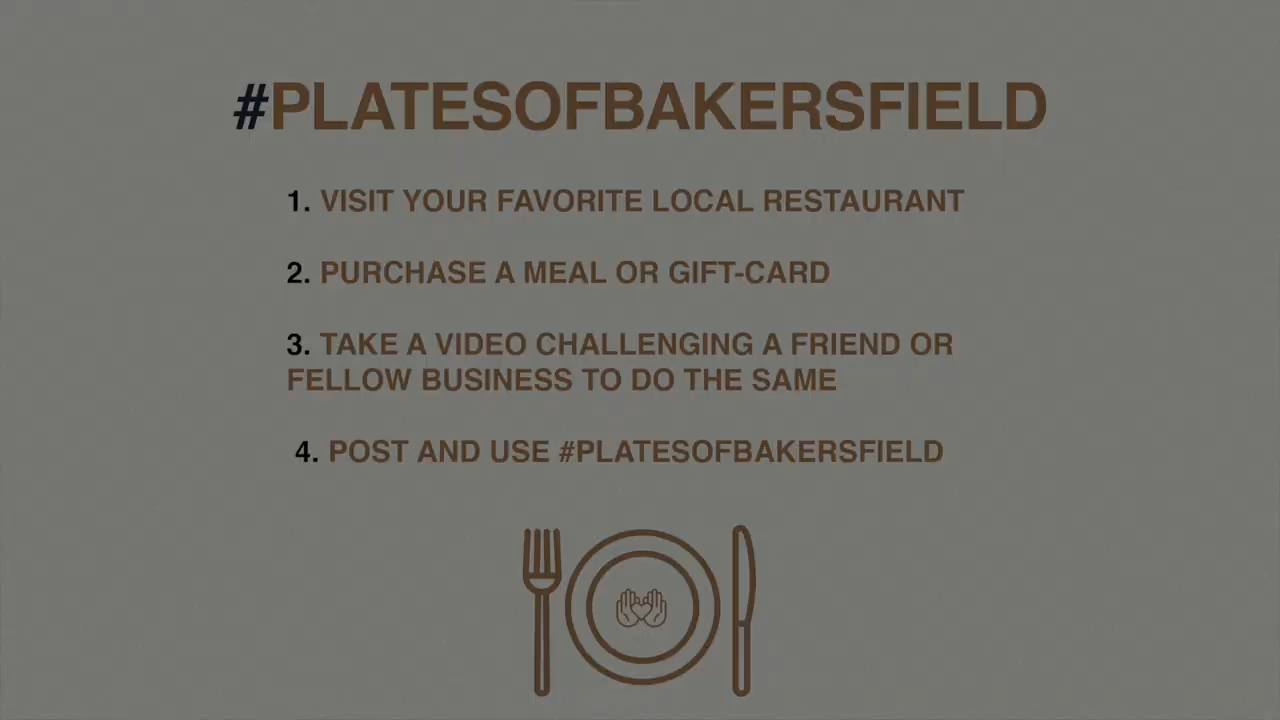 #PLATESOFBAKERSFIELD
1. VISIT YOUR FAVORITE LOCAL RESTAURANT
2. PURCHASE A MEAL OR GIFT-CARD
3. TAKE A VIDEO CHALLENGING A FRIEND OR
FELLOW BUSINESS TO DO THE SAME
4. POST AND USE #PLATESOFBAKERSFIELD